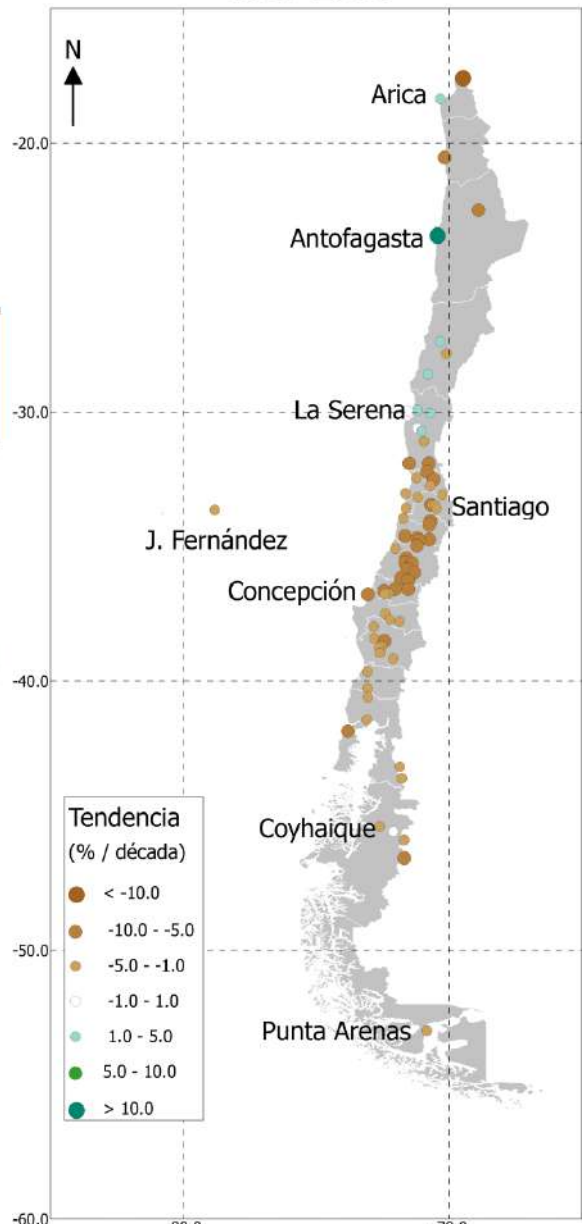 N
Arica
-20.0
Antofagasta
La Serena
-30.0
Santiago
J. Fernández
Concepción
-40.0
Tendencia
(% / década)
< -10.0
-10.0 - -5.0
-5.0 - -1.0
-1.0 - 1.0
1.0 - 5.0
5.0 - 10.0
> 10.0
Coyhaique
-50.0
Punta Arenas
-60.0